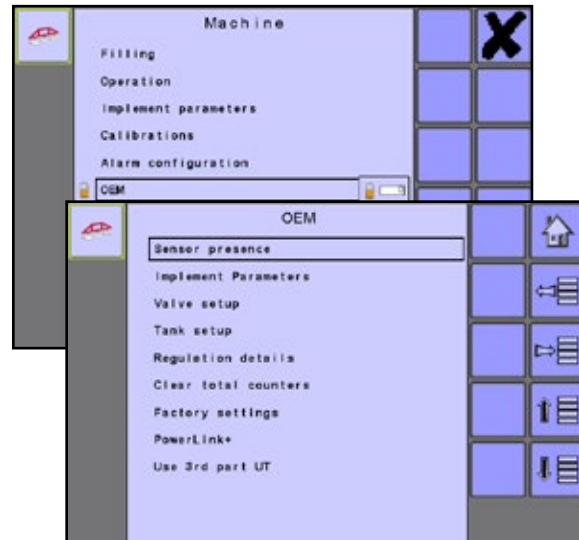 Machine
Filling
Operation
Implement parameters
Calibrations
Alarm configuration
OEM
OEM
Sensor presence
Implement Parameters
Valve setup
Tank setup
Regulation details
Clear total counters
Factory settings
PowerLink+
Use 3rd part UT